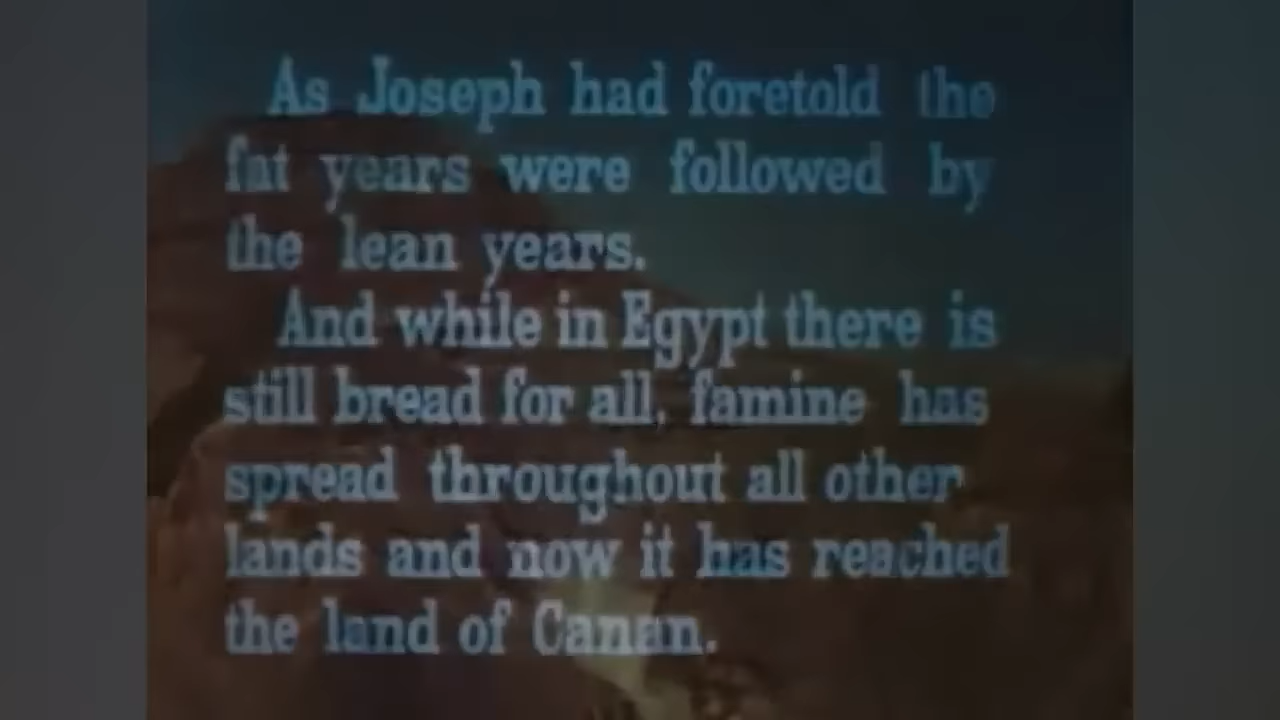 As Joseph had foretold the
fat years were followed by
the lean years.
And while in Egypt there is
still bread for all, famine has
spread throughout all other
lands and now it has reached
the land of Canan.